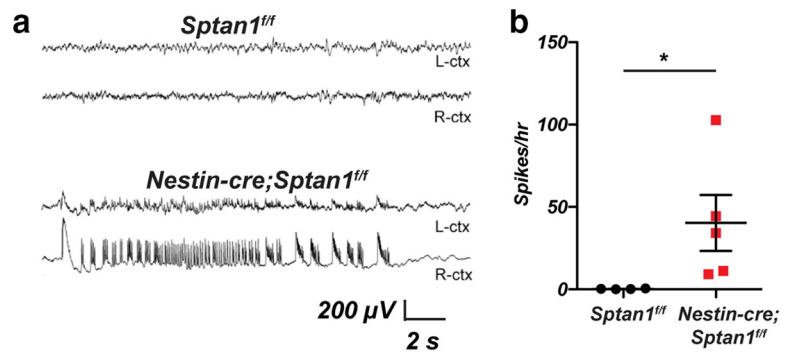 a
Sptan1f/f
L-ctx
R-ctx
Nestin-cre;Sptan1f/f
L-ctx
R-ctx
200 µV
2 s
b
150
*
100
50
0
Spikes/hr
Sptan1f/f
Nestin-cre;
Sptan1f/f